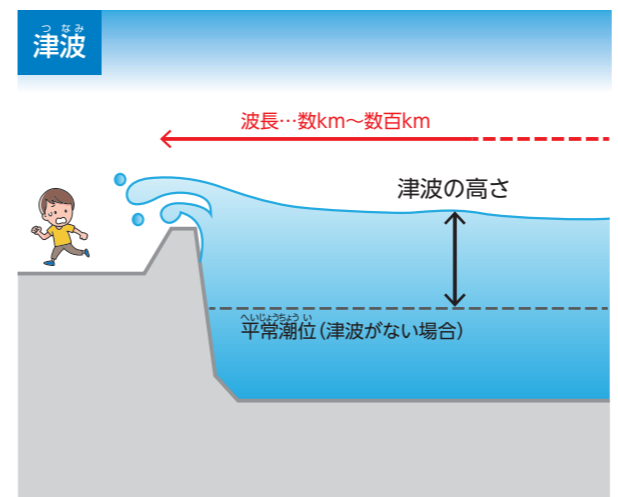 つなみ
津波
波長…数km～数百km
津波の高さ
へいじょうちょうい
平常潮位(津波がない場合)